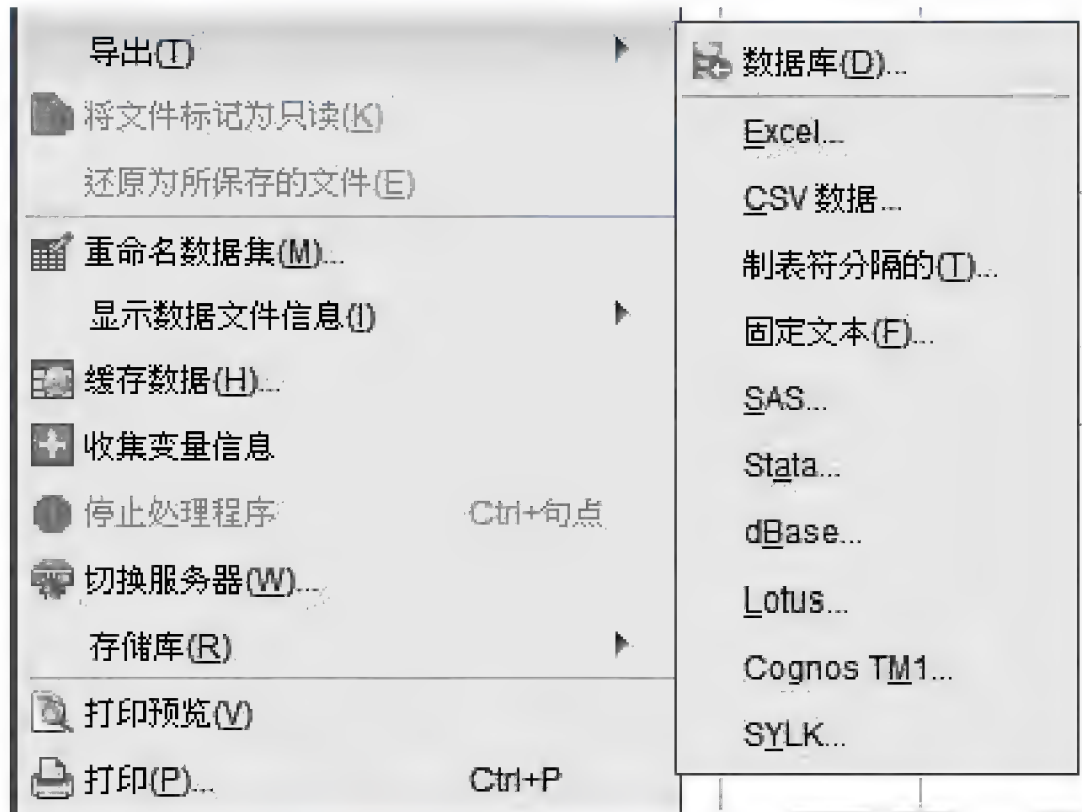 导出(T)
将文件标记为只读(K)
还原为所保存的文件(E)
重命名数据集(M)...
显示数据文件信息(I)
缓存数据(H)...
收集变量信息
停止处理程序 Ctrl+句点
切换服务器(W)...
存储库(R)
打印预览(V)
打印(P)... Ctrl+P
数据库(D)...
Excel...
CSV 数据...
制表符分隔的(T)...
固定文本(F)...
SAS...
Stata...
dBase...
Lotus...
Cognos TM1...
SYLK...